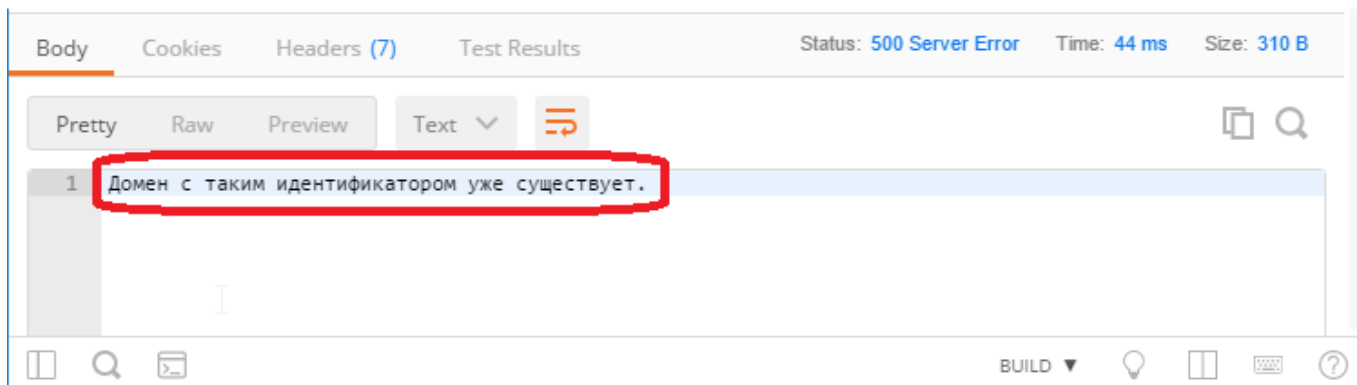 Body Cookies Headers (7) Test Results Status: 500 Server Error Time: 44 ms Size: 310 B
Pretty Raw Preview Text
1 Домен с таким идентификатором уже существует.
BUILD